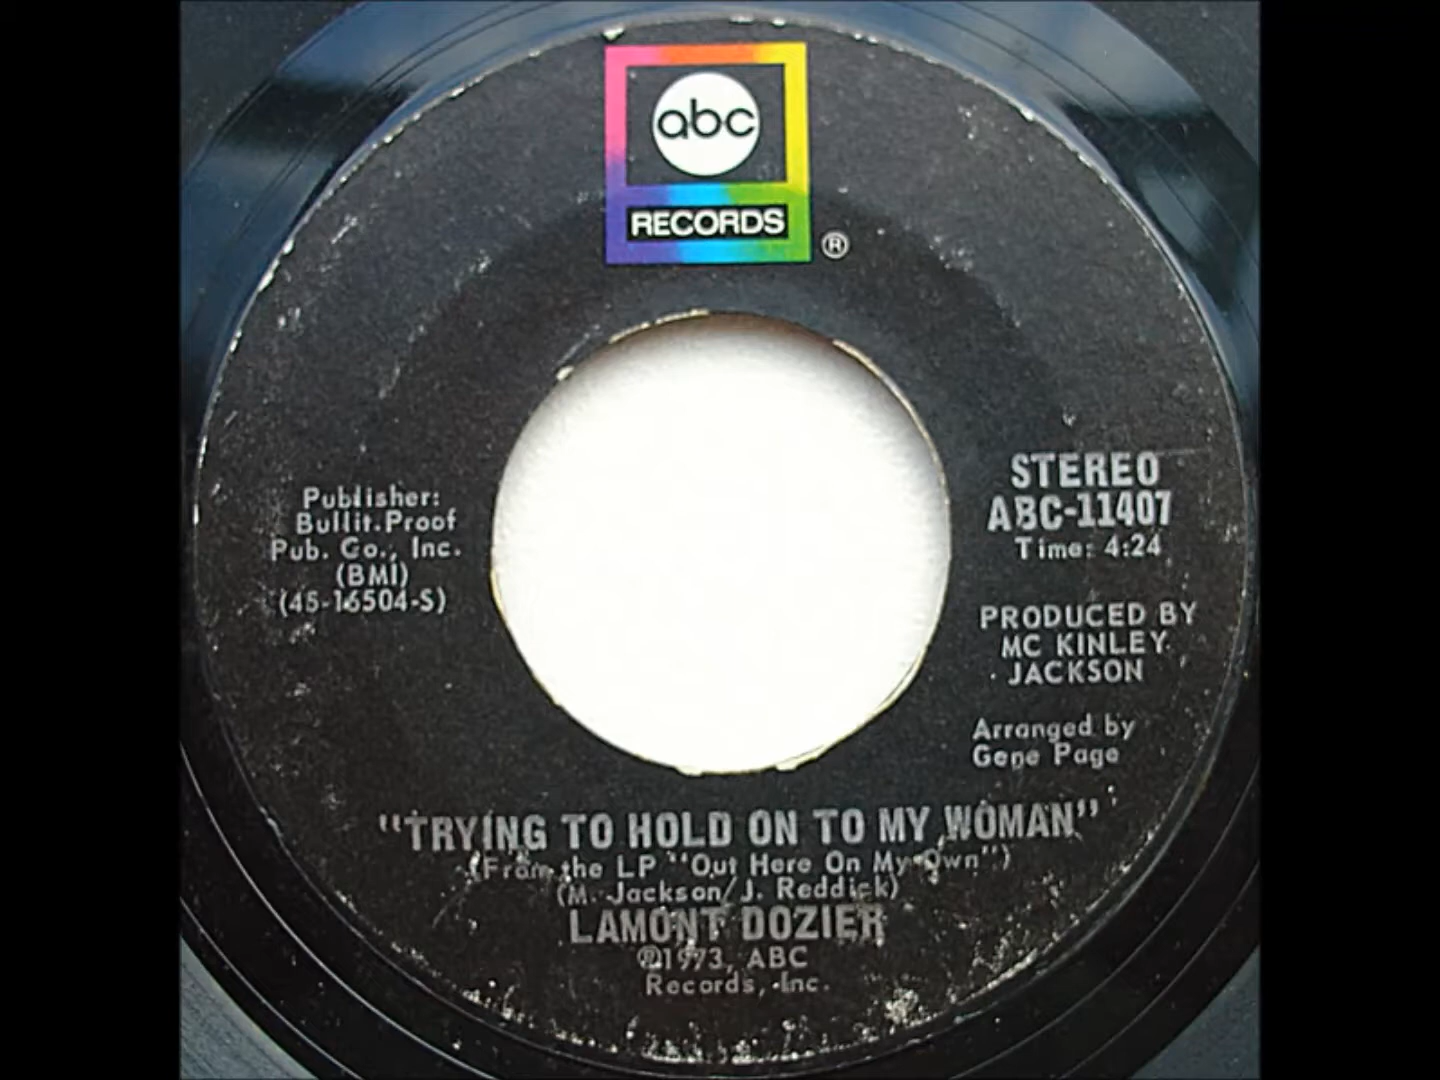 abc
RECORDS
®
Publisher:
Bullit.Proof
Pub. Co., Inc.
(BMI)
(45-16504-S)
STEREO
ABC-11407
Time: 4:24
PRODUCED BY
MC KINLEY
JACKSON
Arranged by
Gene Page
"TRYING TO HOLD ON TO MY WOMAN"
(From the LP "Out Here On My Own")
(M. Jackson/J. Reddick)
LAMONT DOZIER
℗1973, ABC
Records, Inc.